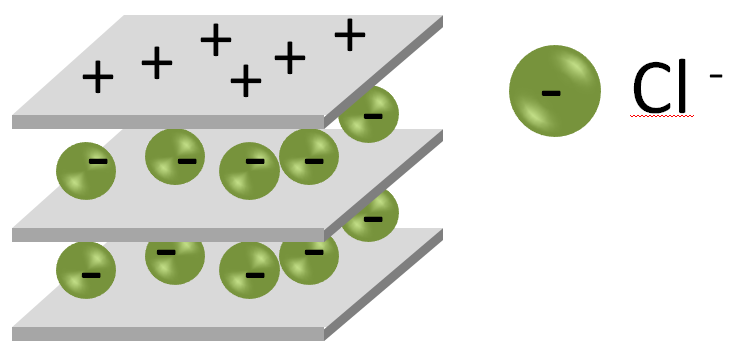 + + + + + +
-
Cl -
- 
- - - -
-
- - - -